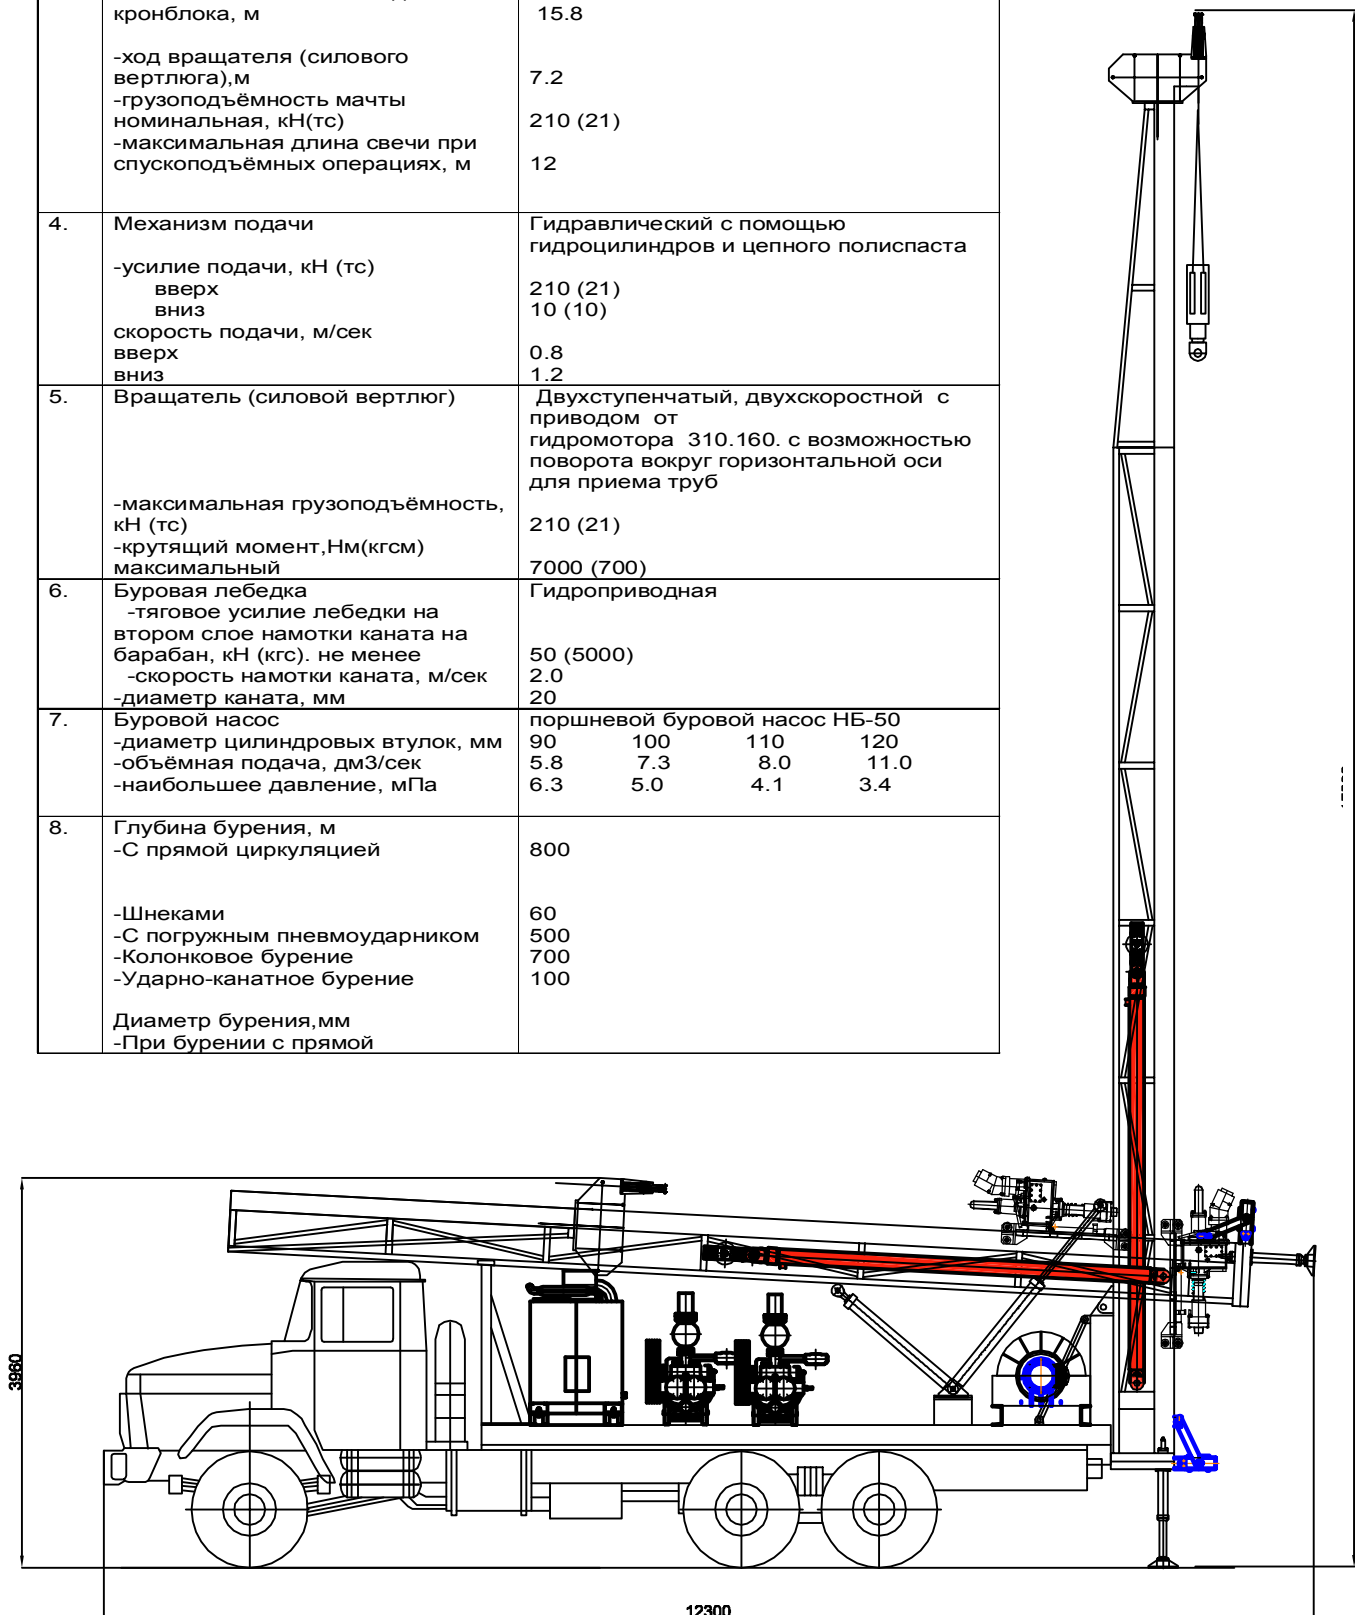 кронблока, м 15.8
-ход вращателя (силового
вертлюга),м 7.2
-грузоподъёмность мачты
номинальная, кН(тс) 210 (21)
-максимальная длина свечи при
спускоподъёмных операциях, м 12
4. Механизм подачи Гидравлический с помощью
гидроцилиндров и цепного полиспаста
-усилие подачи, кН (тс)
вверх 210 (21)
вниз 10 (10)
скорость подачи, м/сек
вверх 0.8
вниз 1.2
5. Вращатель (силовой вертлюг) Двухступенчатый, двухскоростной с
приводом от
гидромотора 310.160. с возможностью
поворота вокруг горизонтальной оси
для приема труб
-максимальная грузоподъёмность,
кН (тс) 210 (21)
-крутящий момент,Нм(кгсм)
максимальный 7000 (700)
6. Буровая лебедка Гидроприводная
-тяговое усилие лебедки на
втором слое намотки каната на
барабан, кН (кгс). не менее 50 (5000)
-скорость намотки каната, м/сек 2.0
-диаметр каната, мм 20
7. Буровой насос поршневой буровой насос НБ-50
-диаметр цилиндровых втулок, мм 90 100 110 120
-объёмная подача, дм3/сек 5.8 7.3 8.0 11.0
-наибольшее давление, мПа 6.3 5.0 4.1 3.4
8. Глубина бурения, м
-С прямой циркуляцией 800
-Шнеками 60
-С погружным пневмоударником 500
-Колонковое бурение 700
-Ударно-канатное бурение 100
Диаметр бурения,мм
-При бурении с прямой
3960
12300